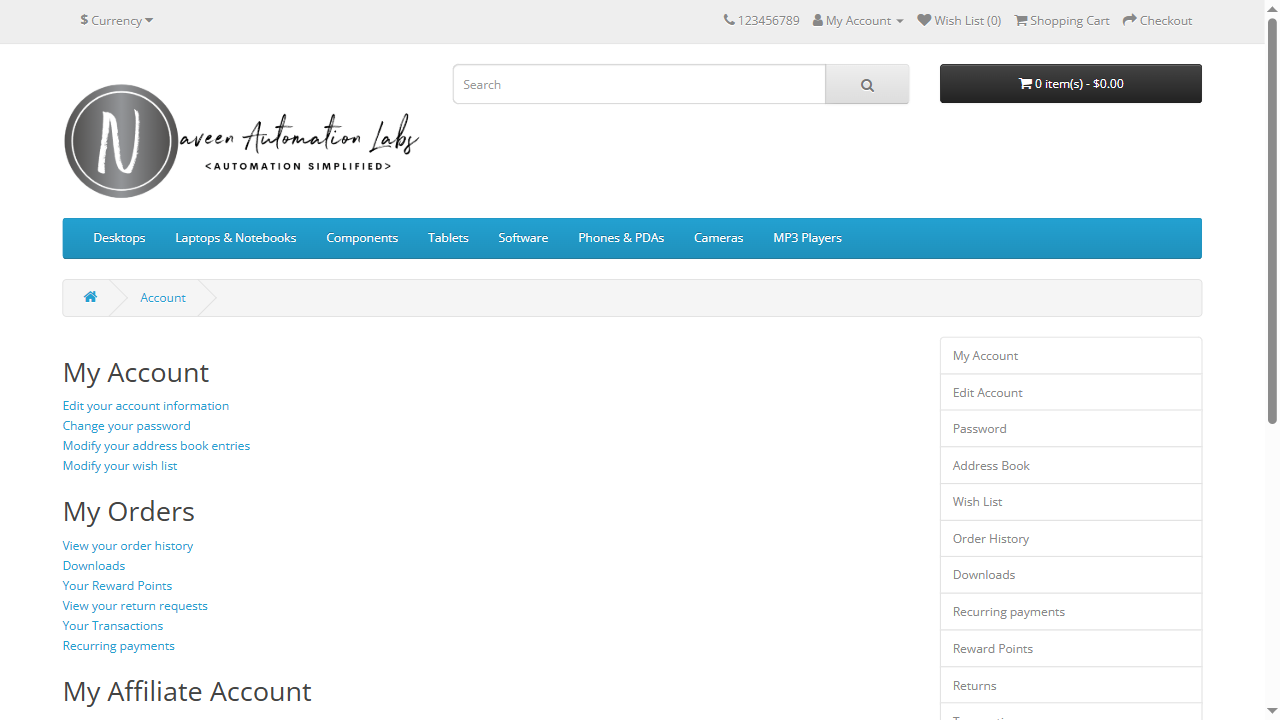 $ Currency
123456789 My Account Wish List (0) Shopping Cart Checkout
Search
0 item(s) - $0.00
N aveen Automation Labs
<AUTOMATION SIMPLIFIED>
Desktops Laptops & Notebooks Components Tablets Software Phones & PDAs Cameras MP3 Players
Account
My Account
Edit your account information
Change your password
Modify your address book entries
Modify your wish list
My Orders
View your order history
Downloads
Your Reward Points
View your return requests
Your Transactions
Recurring payments
My Affiliate Account
My Account
Edit Account
Password
Address Book
Wish List
Order History
Downloads
Recurring payments
Reward Points
Returns